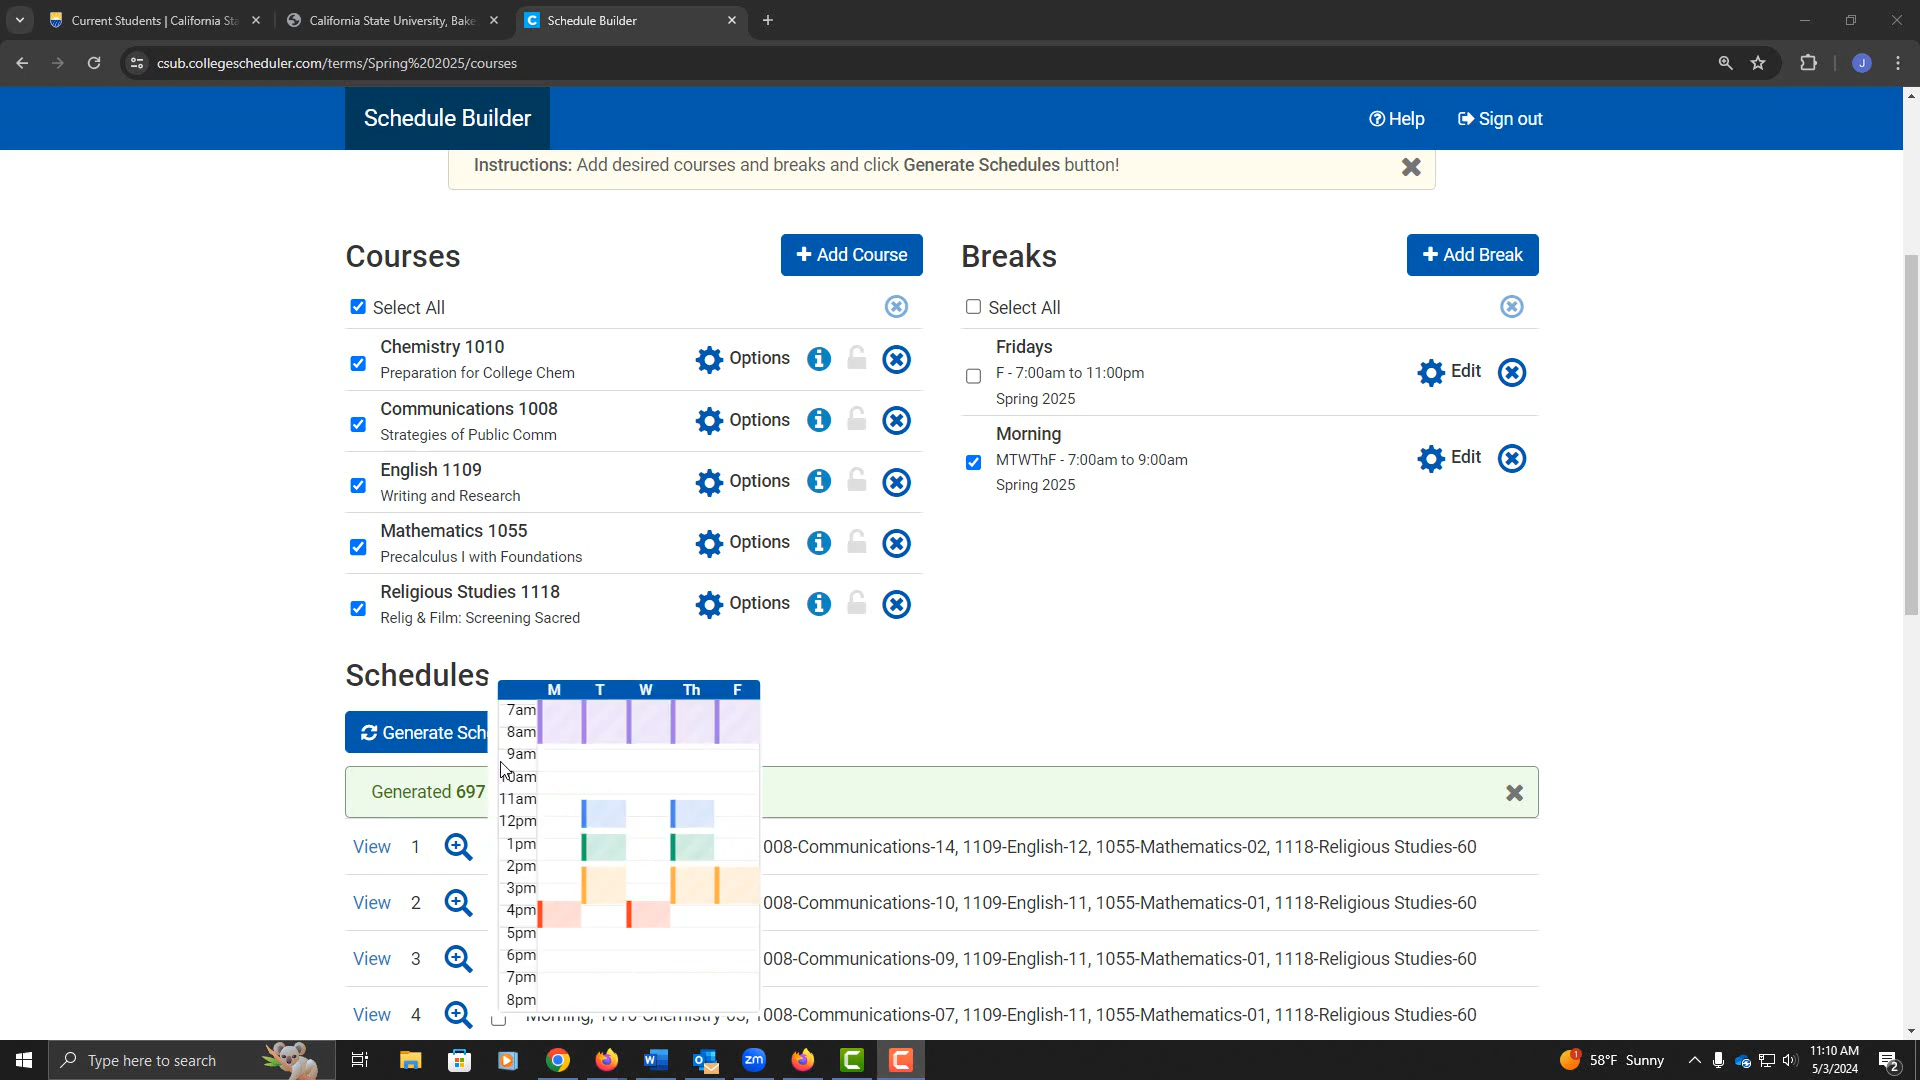 Current Students | California Sta
California State University, Bake
Schedule Builder
csub.collegescheduler.com/terms/Spring%202025/courses
J
Schedule Builder
Help
Sign out
Instructions: Add desired courses and breaks and click Generate Schedules button!
Courses
+ Add Course
Select All
Chemistry 1010
Preparation for College Chem
Options
Communications 1008
Strategies of Public Comm
Options
English 1109
Writing and Research
Options
Mathematics 1055
Precalculus I with Foundations
Options
Religious Studies 1118
Relig & Film: Screening Sacred
Options
Breaks
+ Add Break
Select All
Fridays
F - 7:00am to 11:00pm
Spring 2025
Edit
Morning
MTWThF - 7:00am to 9:00am
Spring 2025
Edit
Schedules
Generate Sch
Generated 697
M T W Th F
7am
8am
9am
10am
11am
12pm
1pm
2pm
3pm
4pm
5pm
6pm
7pm
8pm
View 1 008-Communications-14, 1109-English-12, 1055-Mathematics-02, 1118-Religious Studies-60
View 2 008-Communications-10, 1109-English-11, 1055-Mathematics-01, 1118-Religious Studies-60
View 3 008-Communications-09, 1109-English-11, 1055-Mathematics-01, 1118-Religious Studies-60
View 4 008-Communications-07, 1109-English-11, 1055-Mathematics-01, 1118-Religious Studies-60
Type here to search
58°F Sunny
11:10 AM
5/3/2024
2